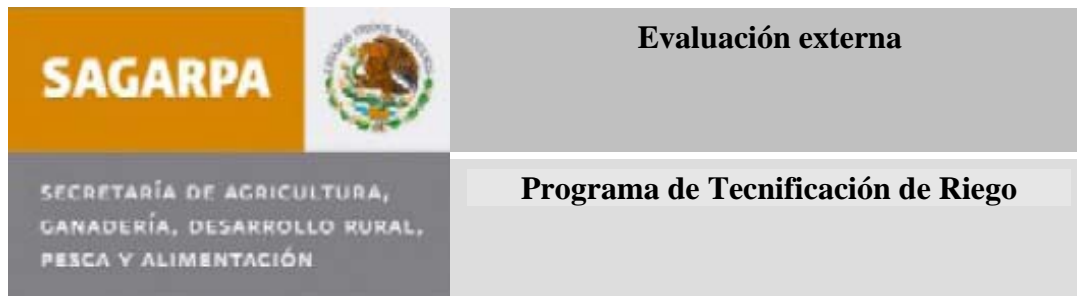 SAGARPA
SECRETARÍA DE AGRICULTURA,
GANADERÍA, DESARROLLO RURAL,
PESCA Y ALIMENTACIÓN
Evaluación externa
Programa de Tecnificación de Riego